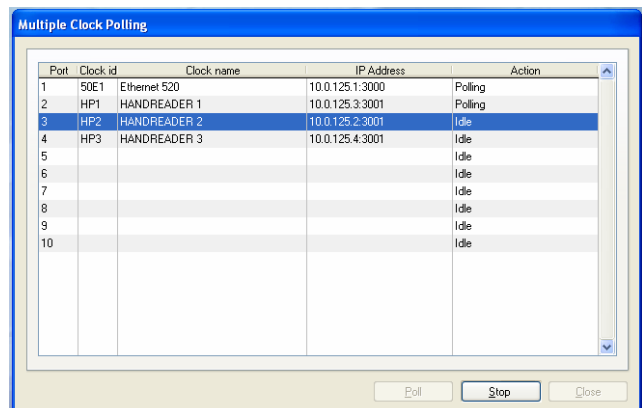 Multiple Clock Polling
Port Clock id Clock name IP Address Action
1 50E1 Ethernet 520 10.0.125.1:3000 Polling
2 HP1 HANDREADER 1 10.0.125.3:3001 Polling
3 HP2 HANDREADER 2 10.0.125.2:3001 Idle
4 HP3 HANDREADER 3 10.0.125.4:3001 Idle
5 Idle
6 Idle
7 Idle
8 Idle
9 Idle
10 Idle
Poll Stop Close